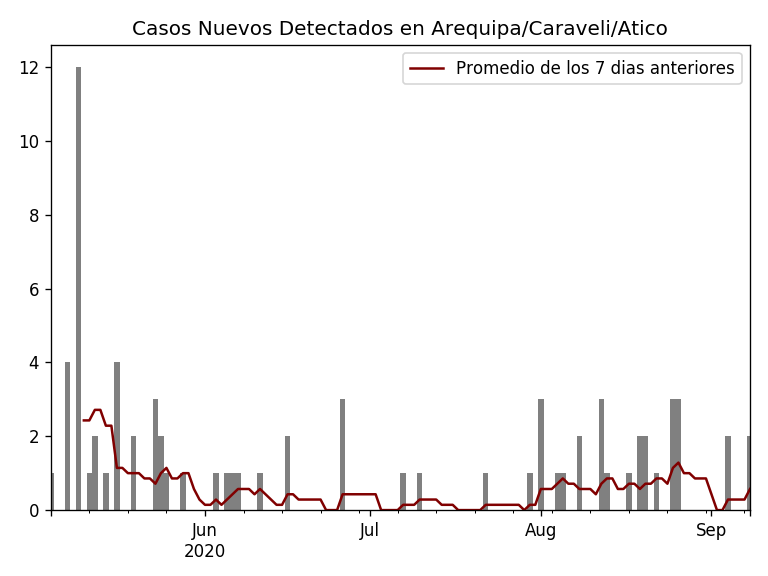 Casos Nuevos Detectados en Arequipa/Caraveli/Atico
Promedio de los 7 dias anteriores
12
10
8
6
4
2
0
Jun
2020
Jul
Aug
Sep